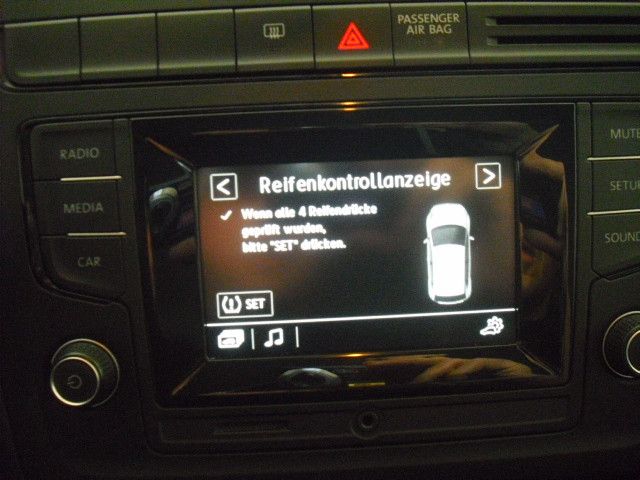 PASSENGER
AIR BAG
RADIO
MEDIA
CAR
MUTE
SETUP
SOUND
Reifenkontrollanzeige
Wenn alle 4 Reifendrücke
geprüft wurden,
bitte "SET" drücken.
SET